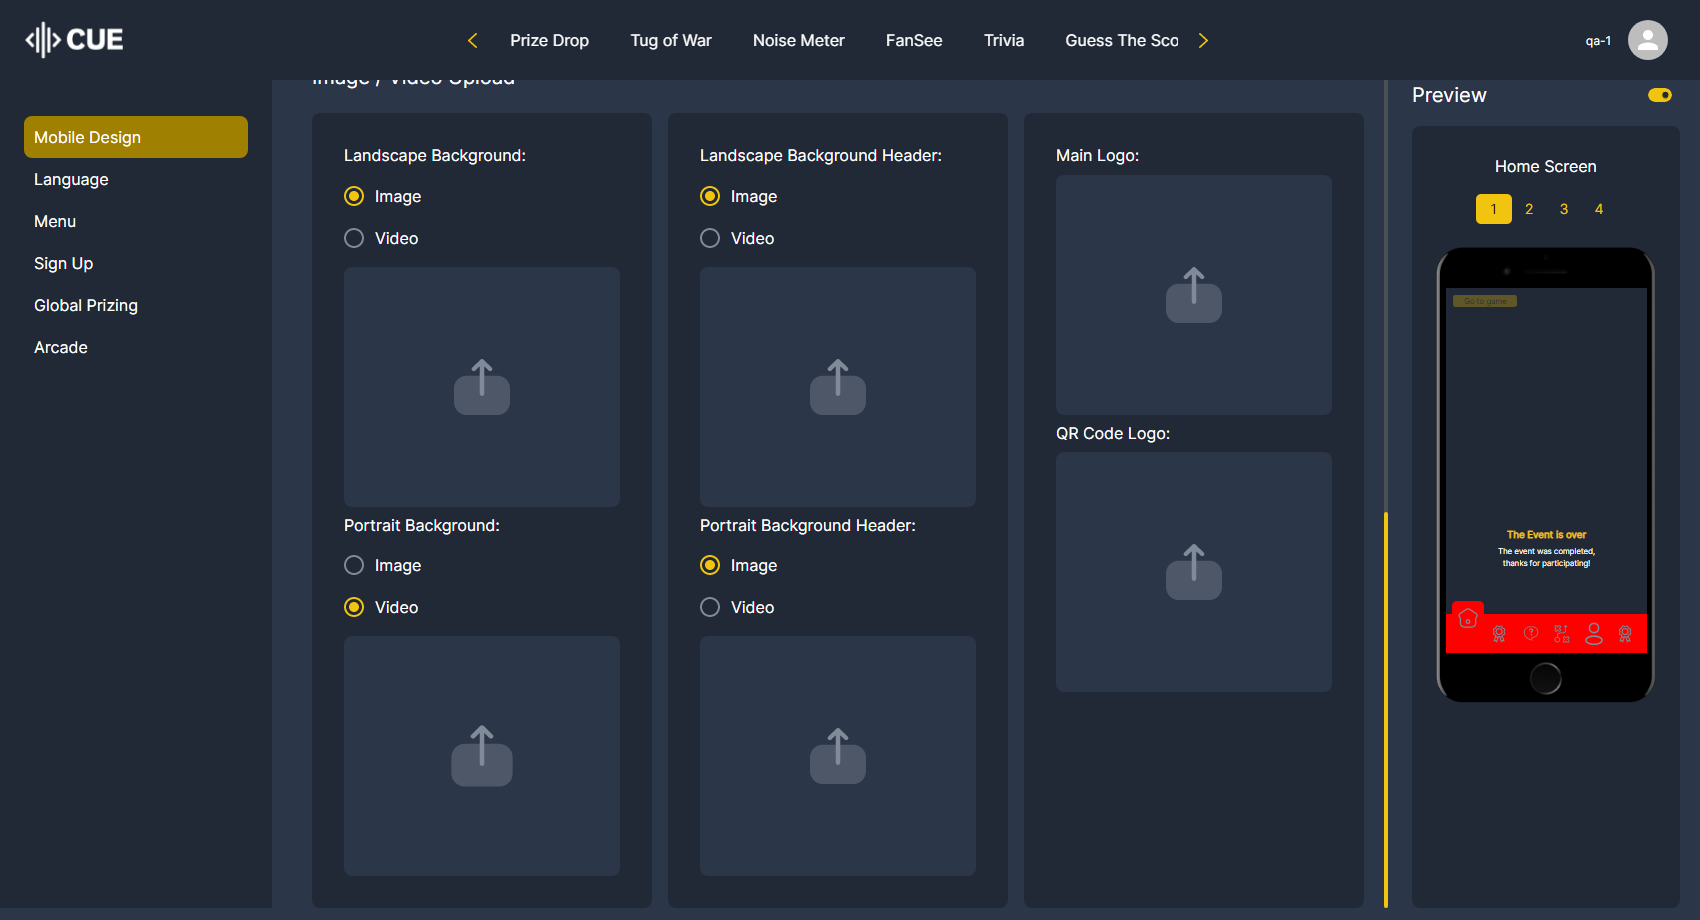 CUE
Prize Drop
Tug of War
Noise Meter
FanSee
Trivia
Guess The Sco
qa-1
Mobile Design
Language
Menu
Sign Up
Global Prizing
Arcade
Image / Video Upload
Landscape Background:
Image
Video
Portrait Background:
Image
Video
Landscape Background Header:
Image
Video
Portrait Background Header:
Image
Video
Main Logo:
QR Code Logo:
Preview
Home Screen
1 2 3 4
Go to game
The Event is over
The event was completed,
thanks for participating!